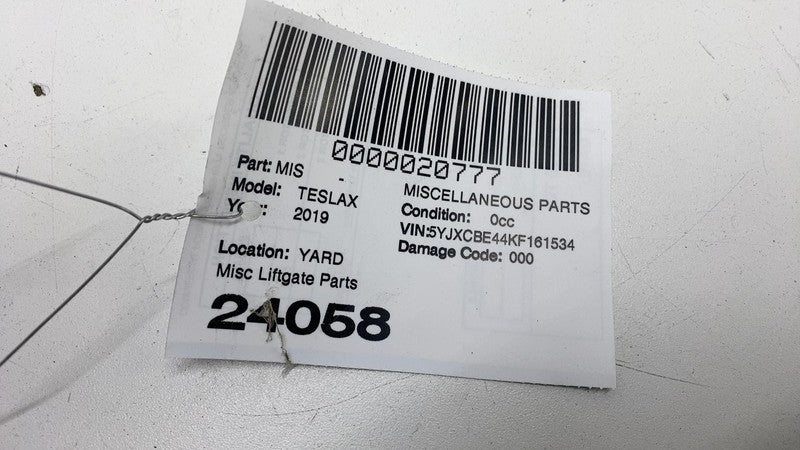 0000020777
Part: MIS -
MISCELLANEOUS PARTS
Model: TESLAX
Condition: 0cc
2019
VIN:5YJXCBE44KF161534
Damage Code: 000
Location: YARD
Misc Liftgate Parts
24058